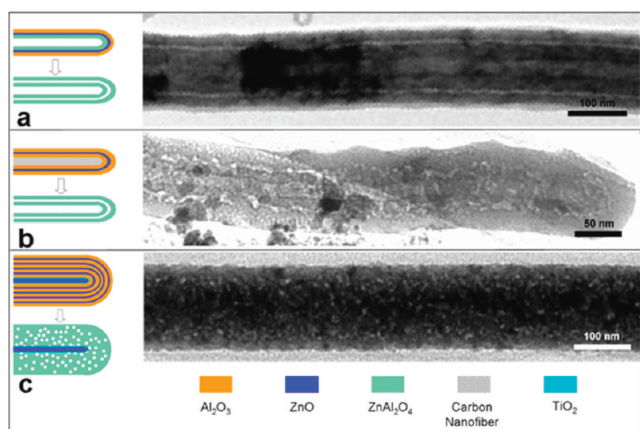 a
100 nm
b
50 nm
c
100 nm
Al₂O₃
ZnO
ZnAl₂O₄
Carbon
Nanofiber
TiO₂